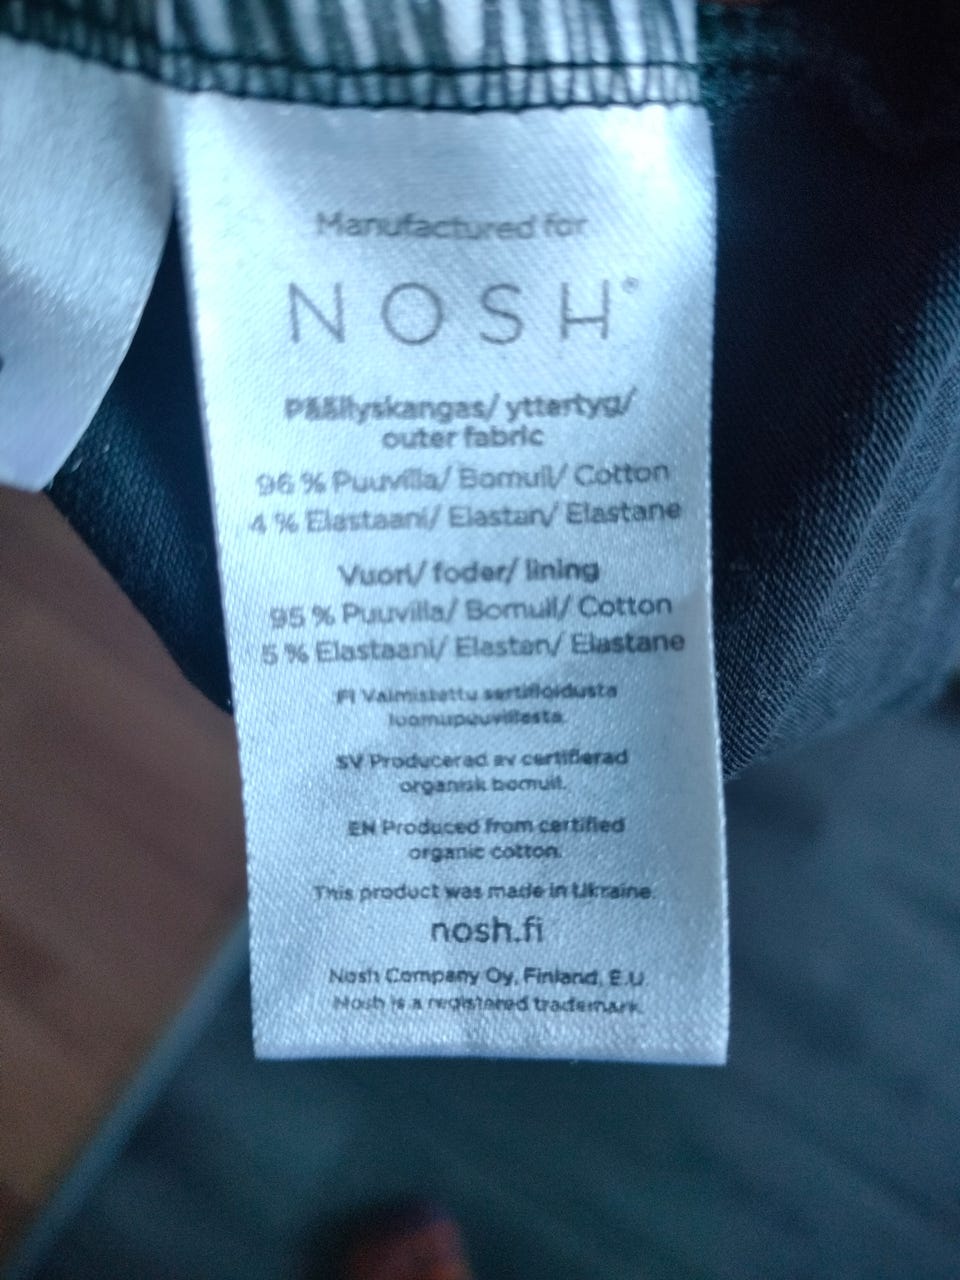 Manufactured for
NOSH®
Päällyskangas/ yttertyg/
outer fabric
96 % Puuvilla/ Bomull/ Cotton
4 % Elastaani/ Elastan/ Elastane
Vuori/ foder/ lining
95 % Puuvilla/ Bomull/ Cotton
5 % Elastaani/ Elastan/ Elastane
FI Valmistettu sertifioidusta
luomupuuvillasta.
SV Producerad av certifierad
organisk bomull.
EN Produced from certified
organic cotton.
This product was made in Ukraine.
nosh.fi
Nosh Company Oy, Finland, E.U.
Nosh is a registered trademark.